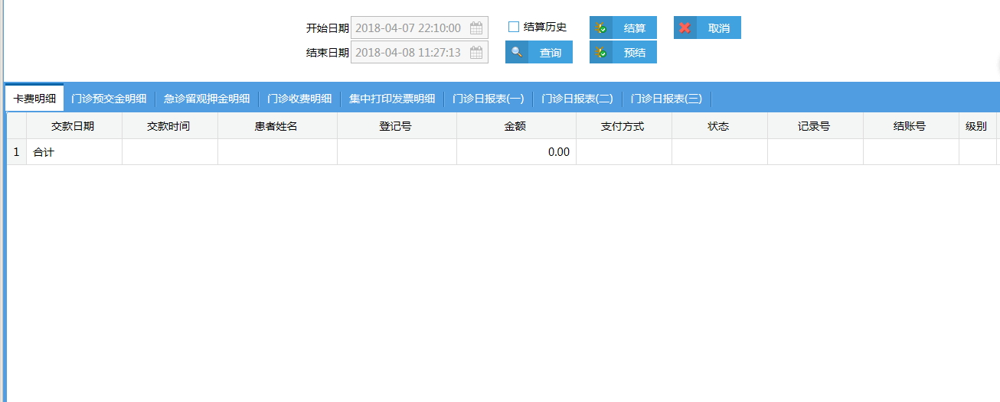 开始日期 2018-04-07 22:10:00 结算历史 结算 取消
结束日期 2018-04-08 11:27:13 查询 预结
卡费明细 门诊预交金明细 急诊留观押金明细 门诊收费明细 集中打印发票明细 门诊日报表(一) 门诊日报表(二) 门诊日报表(三)
交款日期 交款时间 患者姓名 登记号 金额 支付方式 状态 记录号 结账号 级别
1 合计 0.00